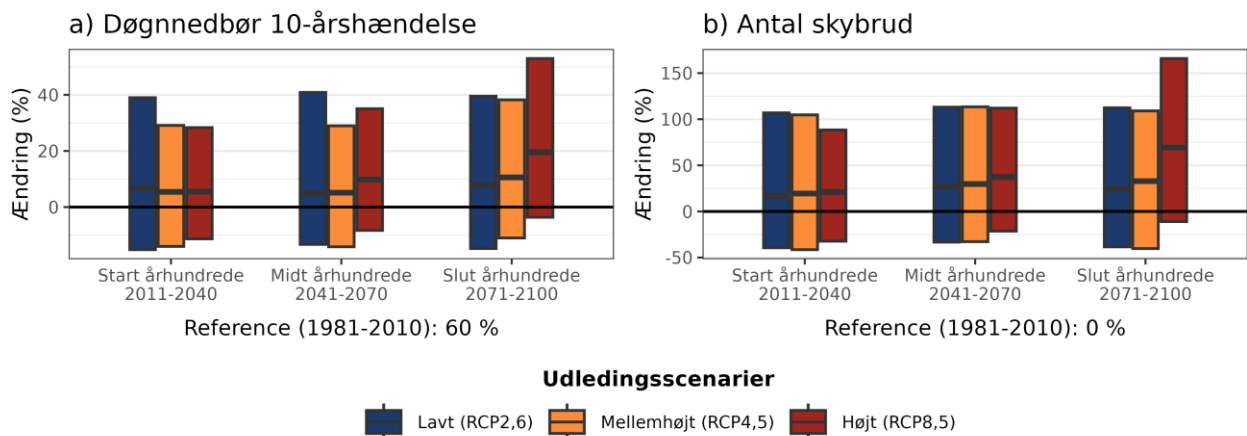 a) Døgnnedbør 10-årshændelse
b) Antal skybrud
Ændring (%)
40
20
0
Start århundrede
2011-2040
Midt århundrede
2041-2070
Slut århundrede
2071-2100
Reference (1981-2010): 60 %
Ændring (%)
150
100
50
0
-50
Start århundrede
2011-2040
Midt århundrede
2041-2070
Slut århundrede
2071-2100
Reference (1981-2010): 0 %
Udledingsscenarier
Lavt (RCP2,6)
Mellemhøjt (RCP4,5)
Højt (RCP8,5)